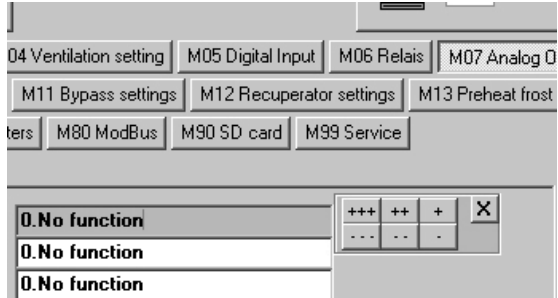 04 Ventilation setting M05 Digital Input M06 Relais M07 Analog O
M11 Bypass settings M12 Recuperator settings M13 Preheat frost
ters M80 ModBus M90 SD card M99 Service
0.No function +++ ++ + X
--- -- -
0.No function
0.No function